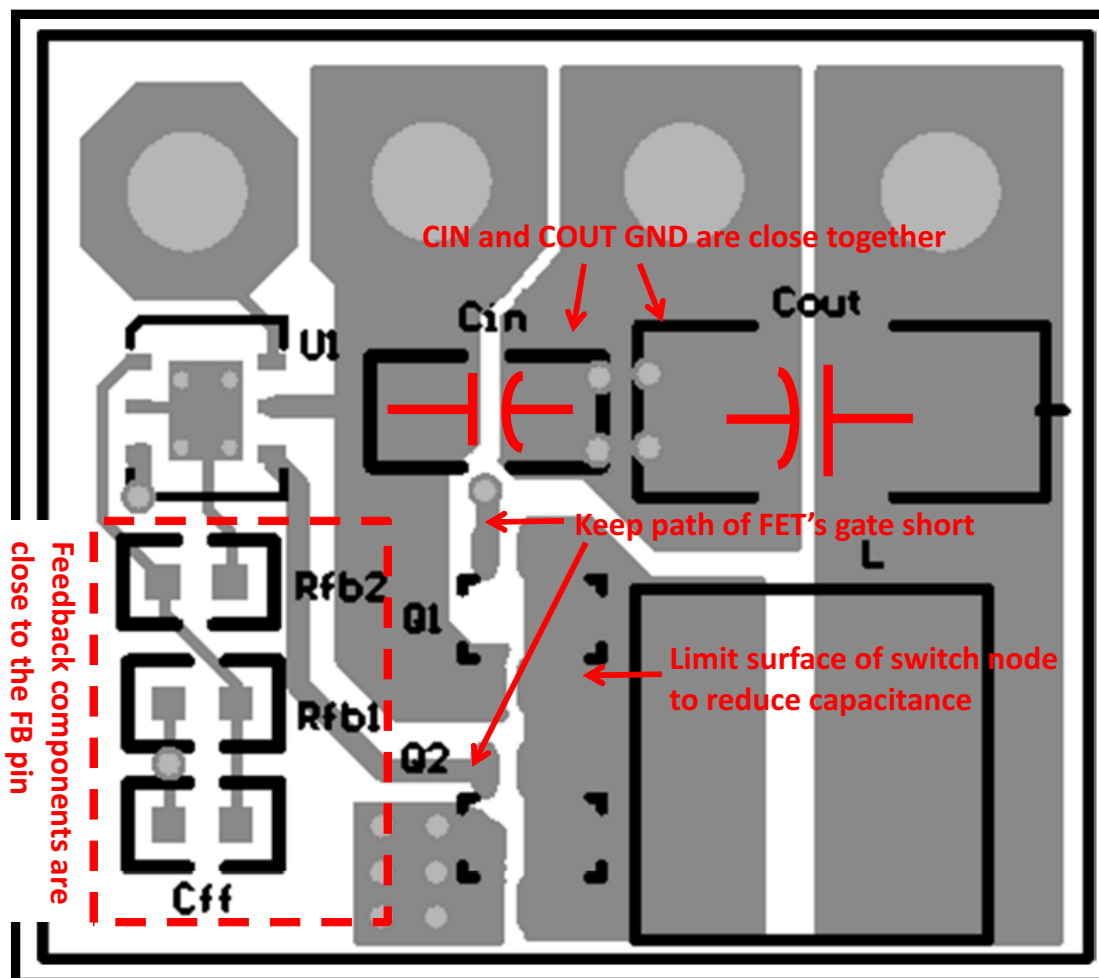 CIN and COUT GND are close together
Cin
Cout
U1
Keep path of FET's gate short
L
Rfb2
Q1
Limit surface of switch node
to reduce capacitance
Rfb1
Q2
Cff
Feedback components are
close to the FB pin